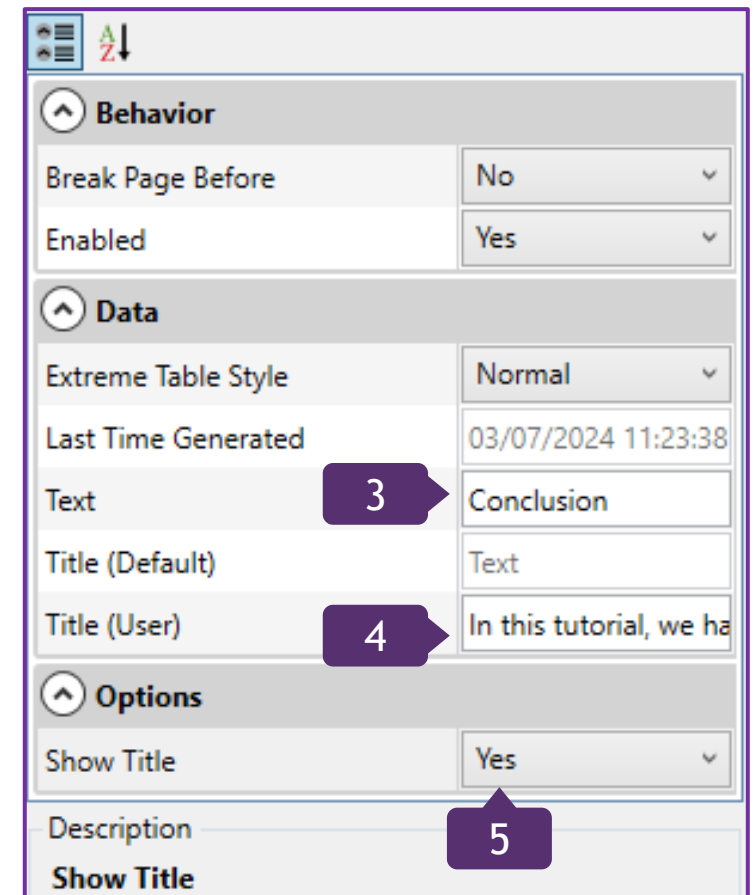 A
Z
Behavior
Break Page Before No
Enabled Yes
Data
Extreme Table Style Normal
Last Time Generated 03/07/2024 11:23:38
Text 3 Conclusion
Title (Default) Text
Title (User) 4 In this tutorial, we ha
Options
Show Title Yes
Description 5
Show Title